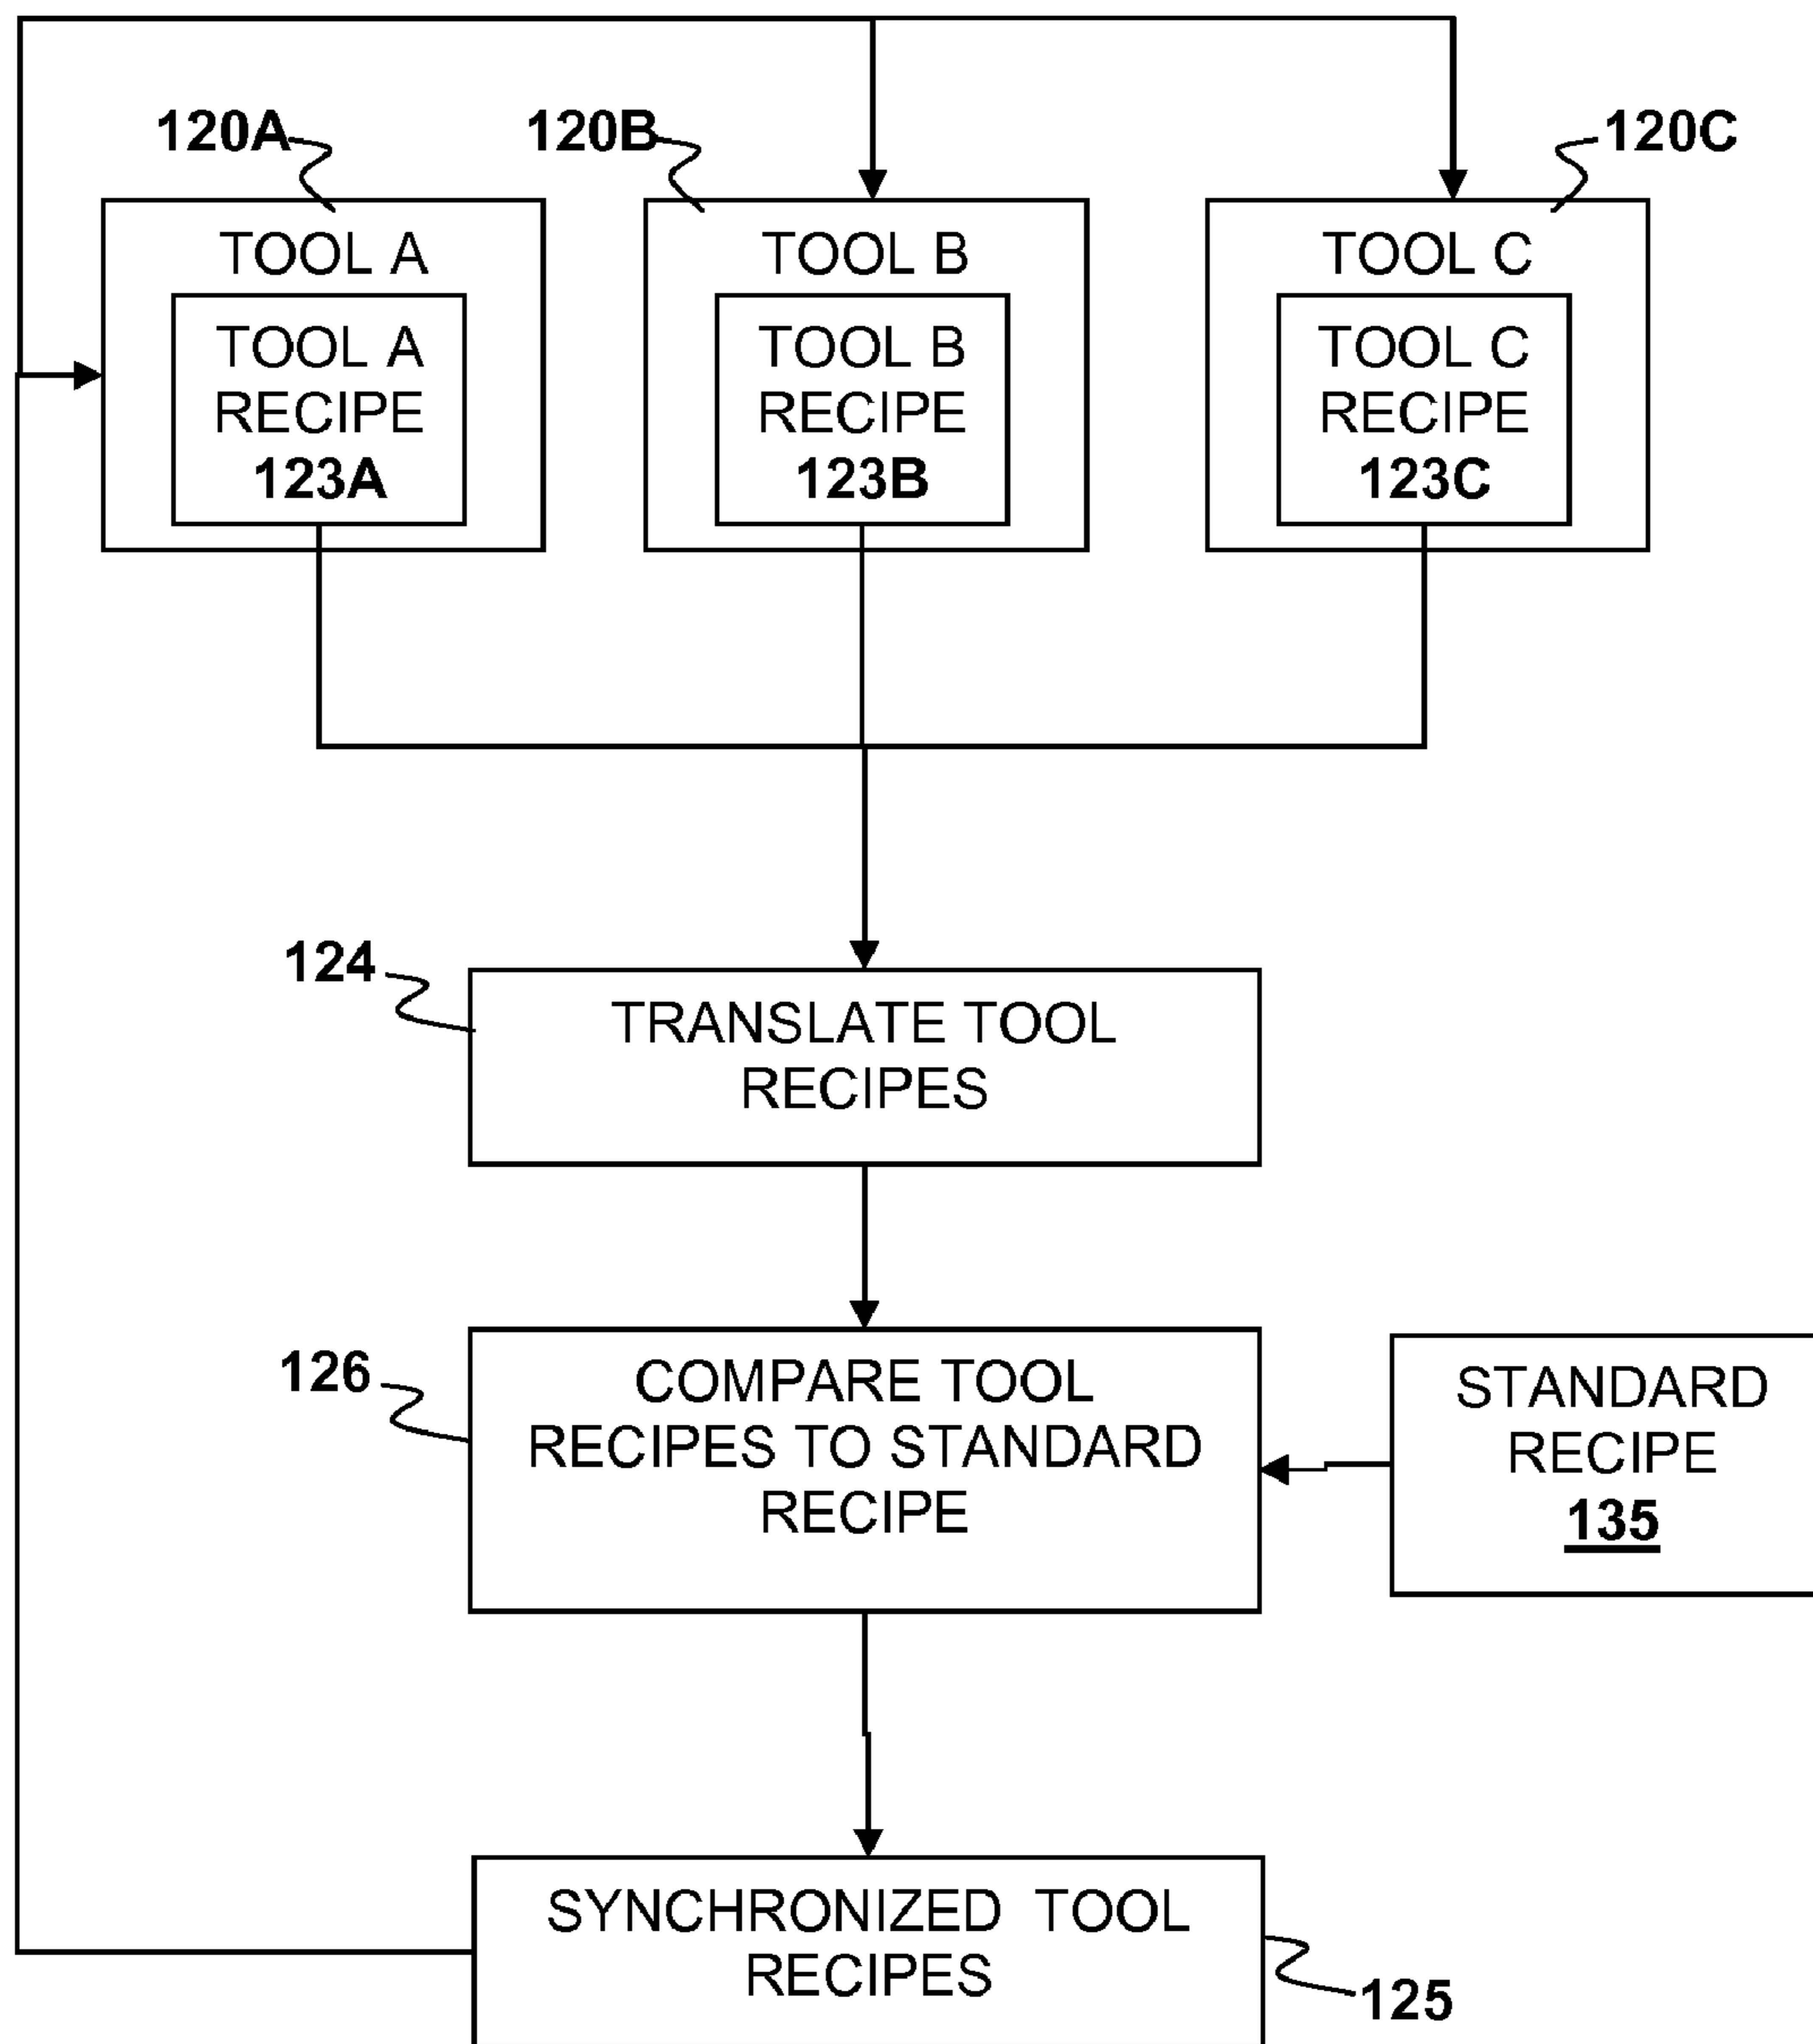 120A
120B
120C
TOOL A
TOOL A
RECIPE
123A
TOOL B
TOOL B
RECIPE
123B
TOOL C
TOOL C
RECIPE
123C
124
TRANSLATE TOOL
RECIPES
126
COMPARE TOOL
RECIPES TO STANDARD
RECIPE
STANDARD
RECIPE
135
SYNCHRONIZED TOOL
RECIPES
125